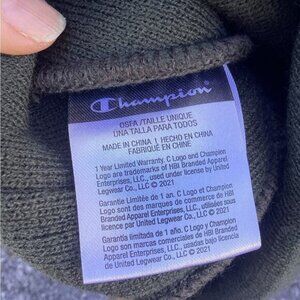 Champion
OSFA /TAILLE UNIQUE
UNA TALLA PARA TODOS
MADE IN CHINA | HECHO EN CHINA
FABRIQUÉ EN CHINE
1 Year Limited Warranty. C Logo and Champion
Logo are trademarks of HBI Branded Apparel
Enterprises, LLC., used under license by United
Legwear Co., LLC © 2021
Garantie Limitée de 1 an. C Logo et Champion
Logo sont des marques de commerce de HBI
Branded Apparel Enterprises, LLC., utilisées sous
licence par United Legwear Co., LLC © 2021
Garantía limitada de 1 año. C Logo y Champion
Logo son marcas comerciales de HBI Branded
Apparel Enterprises, LLC.,
de United Legwear Co., LLC © 2021